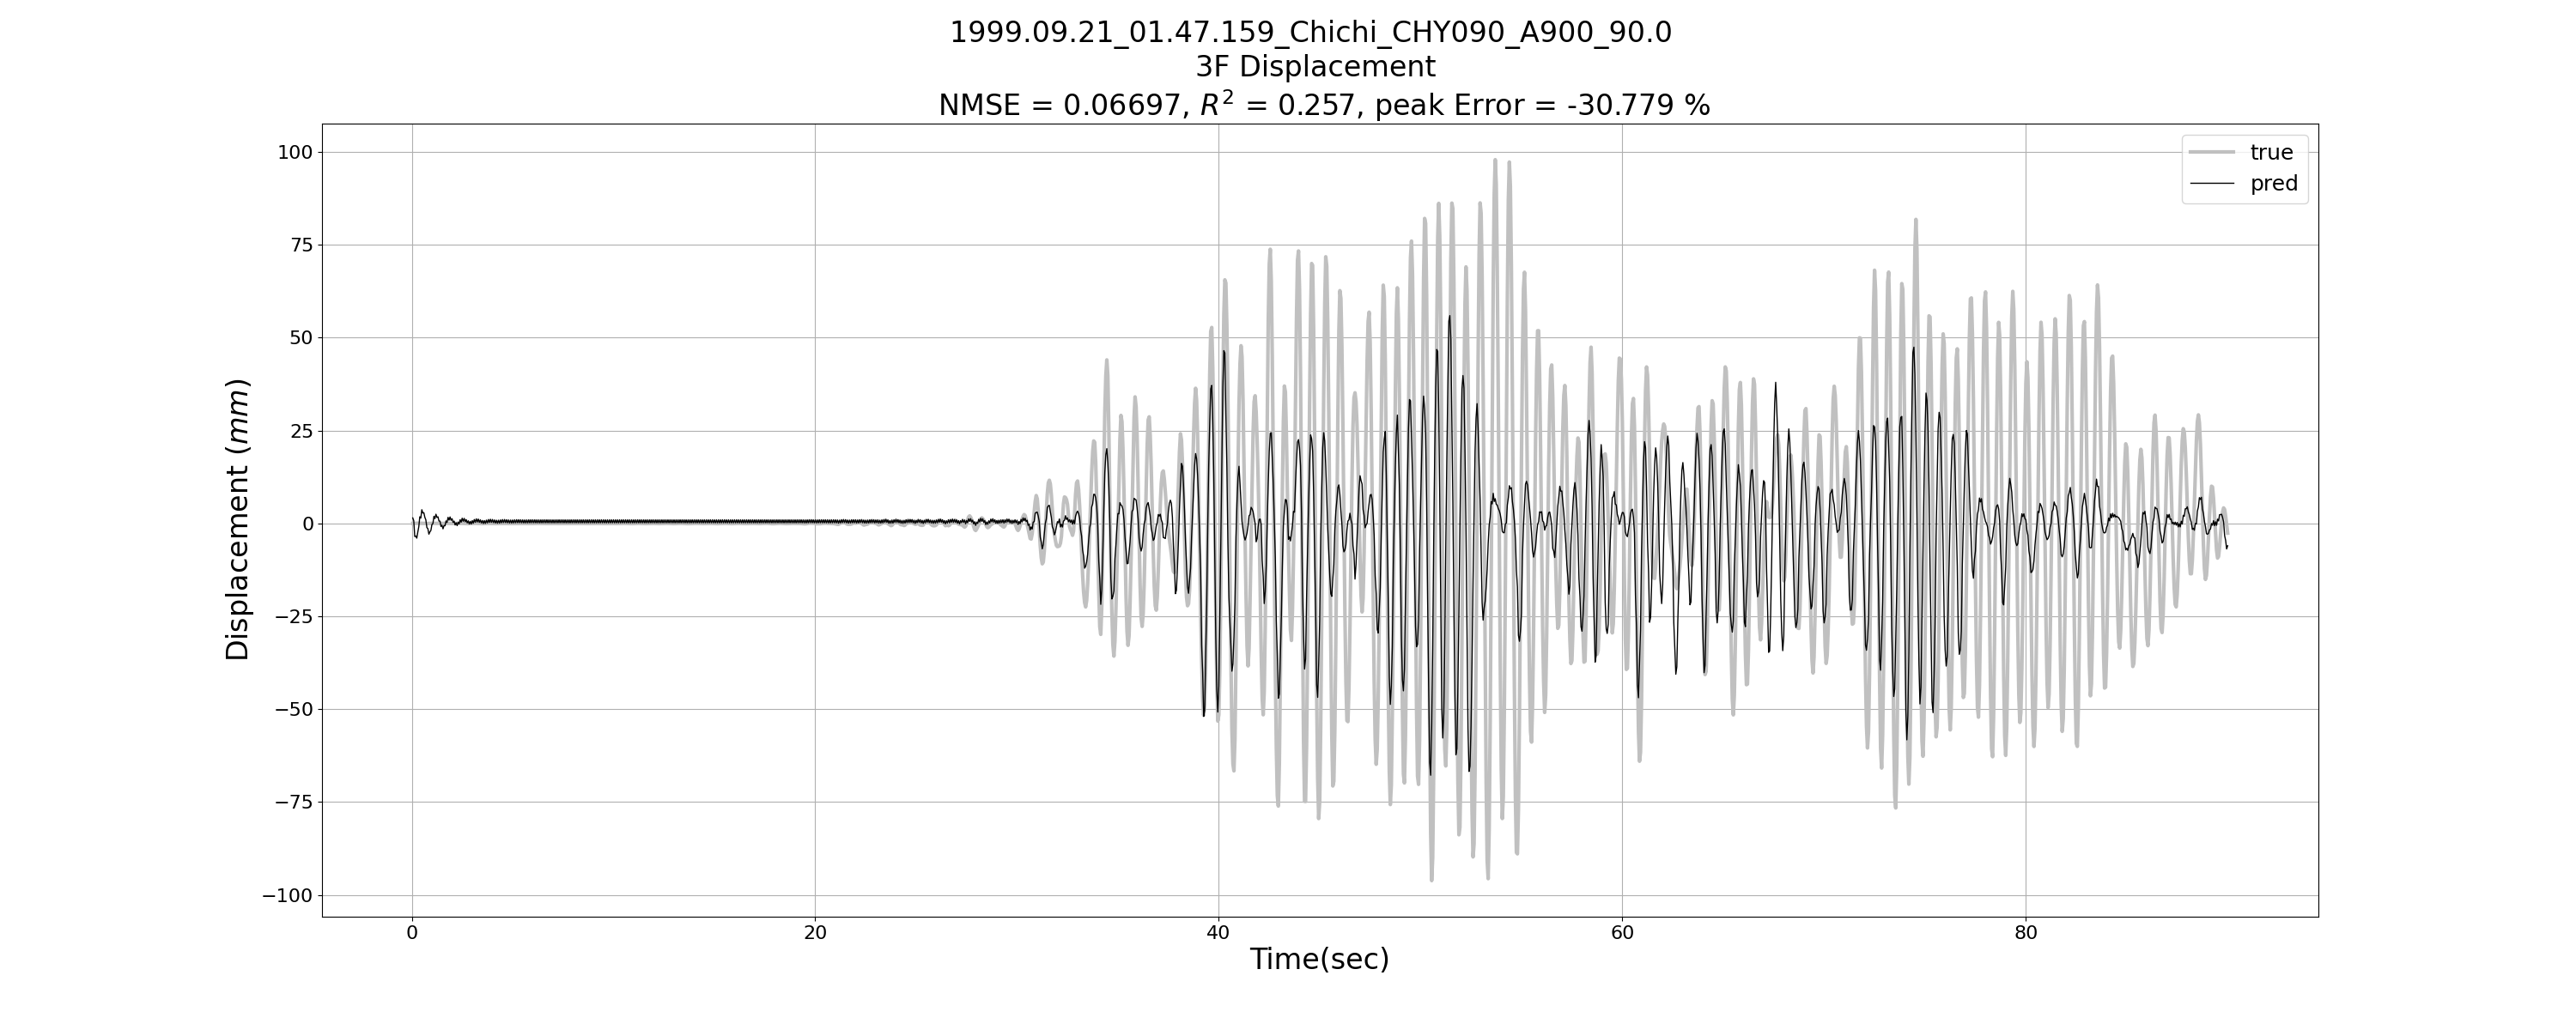 1999.09.21_01.47.159_Chichi_CHY090_A900_90.0
3F Displacement
NMSE = 0.06697, R² = 0.257, peak Error = -30.779 %
true
pred
100
75
50
25
0
−25
−50
−75
−100
Displacement (mm)
0 20 40 60 80
Time(sec)